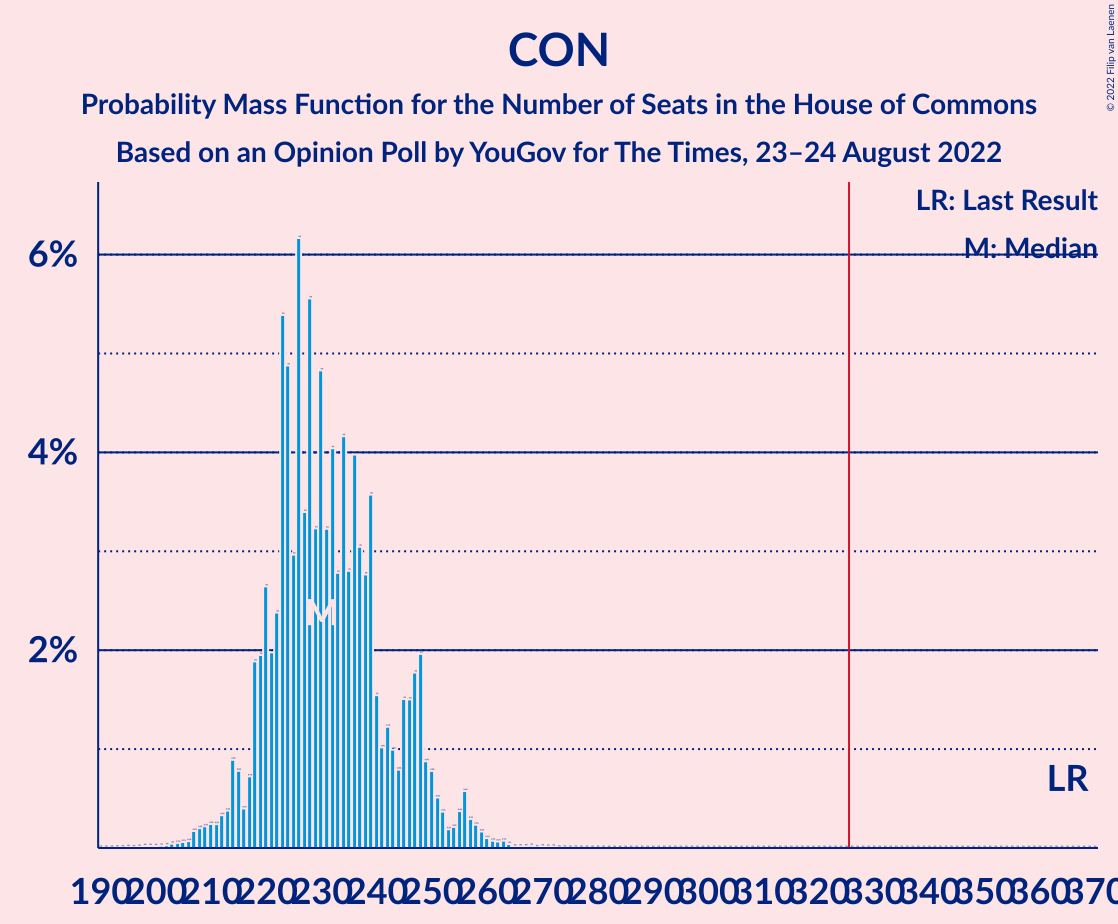 CON
Probability Mass Function for the Number of Seats in the House of Commons
Based on an Opinion Poll by YouGov for The Times, 23–24 August 2022
© 2022 Filip van Laenen
LR: Last Result
M: Median
6%
4%
2%
M
LR
190 200 210 220 230 240 250 260 270 280 290 300 310 320 330 340 350 360 370